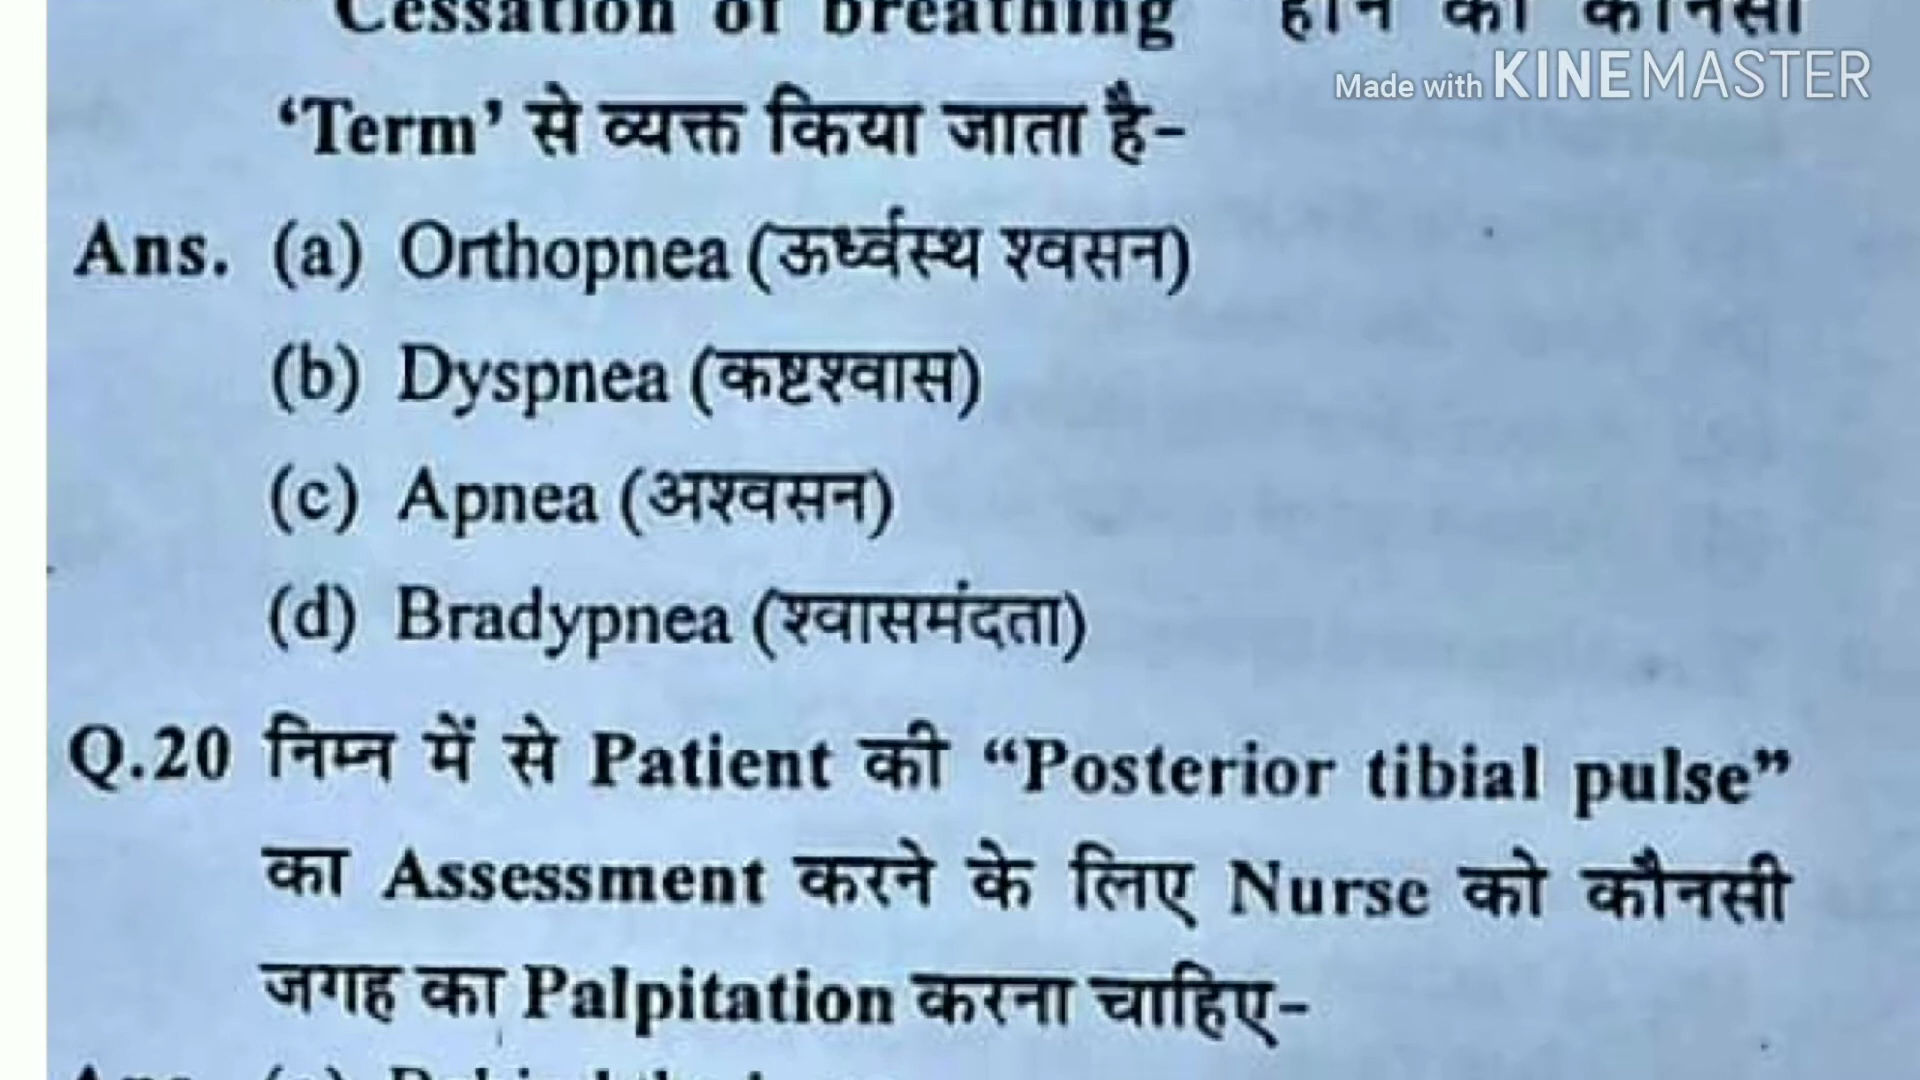 Cessation of breathing" होने को कौनसी
Made with KINEMASTER
‘Term’ से व्यक्त किया जाता है-
Ans. (a) Orthopnea (ऊर्ध्वस्थ श्वसन)
(b) Dyspnea (कष्टश्वास)
(c) Apnea (अश्वसन)
(d) Bradypnea (श्वासमंदता)
Q.20 निम्न में से Patient की “Posterior tibial pulse”
का Assessment करने के लिए Nurse को कौनसी
जगह का Palpitation करना चाहिए-
Ans. (a)